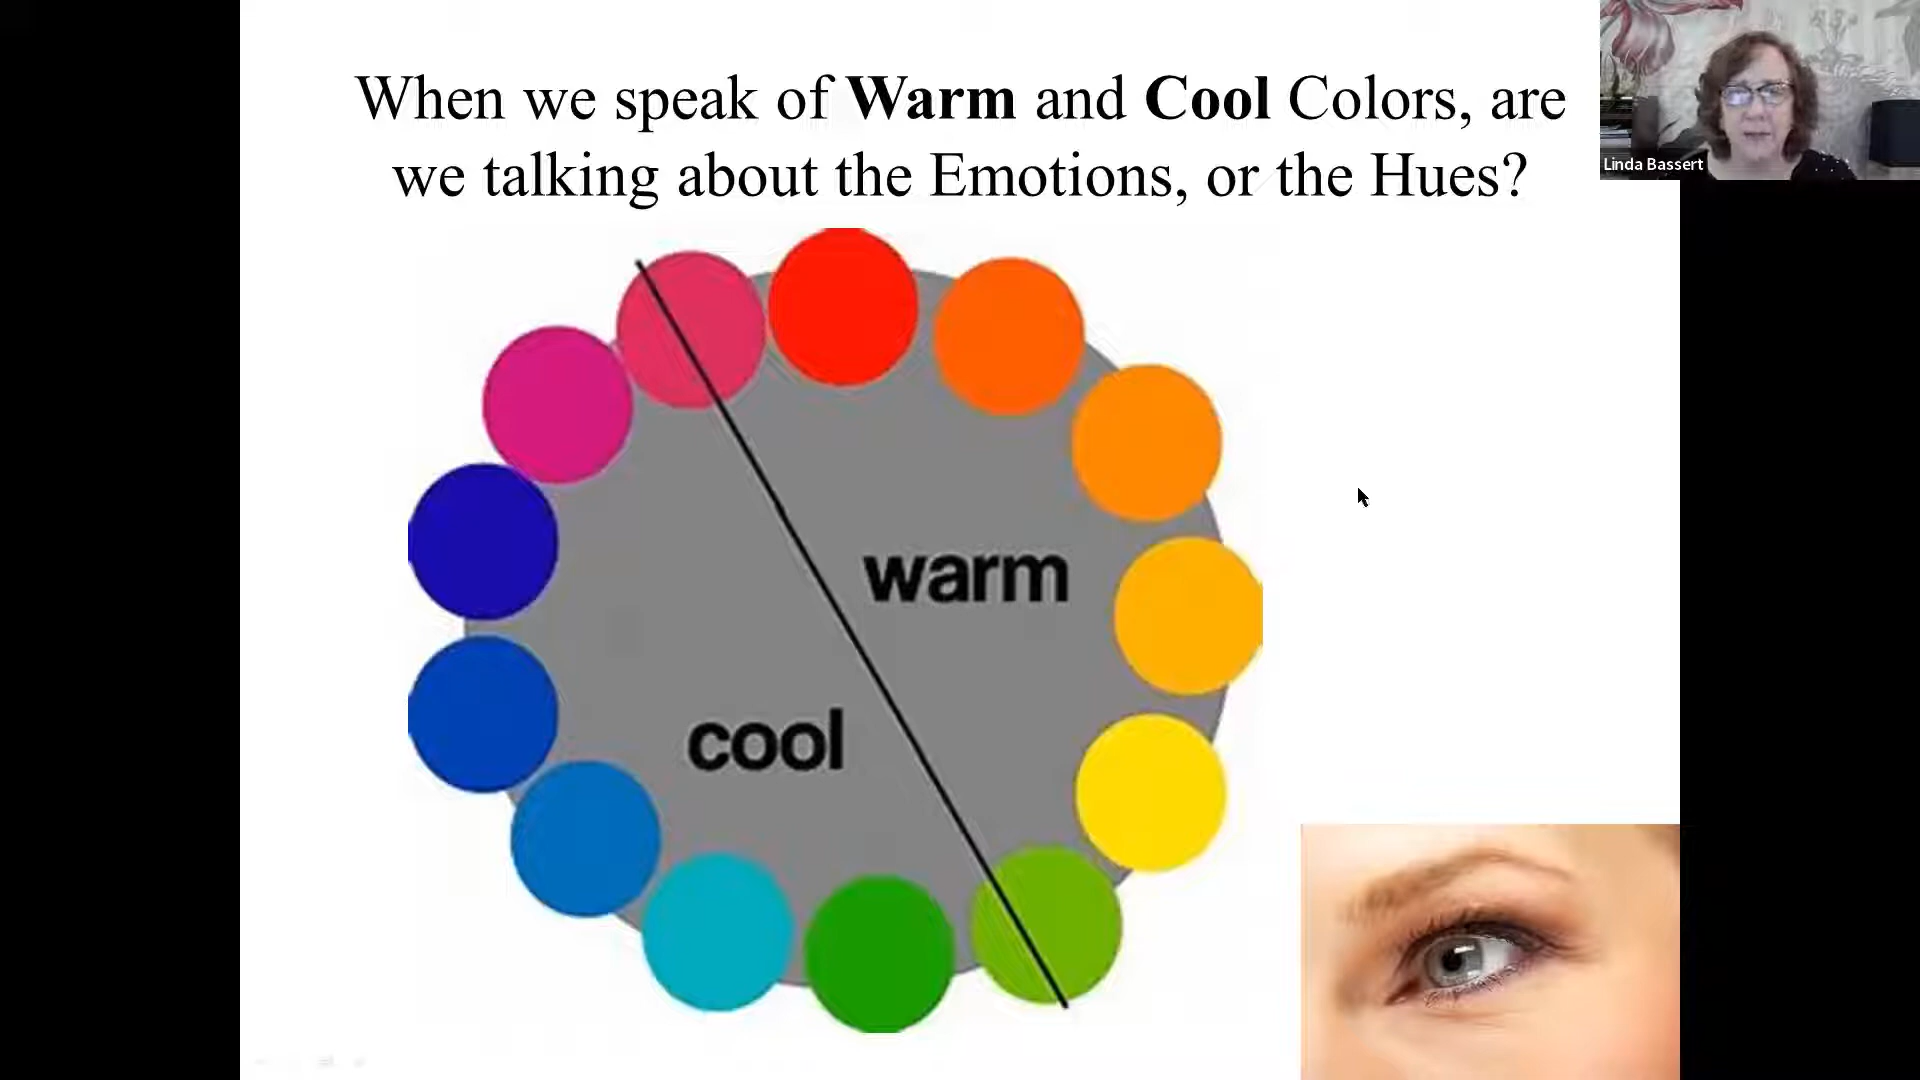 When we speak of Warm and Cool Colors, are
we talking about the Emotions, or the Hues?
Linda Bassert
warm
cool